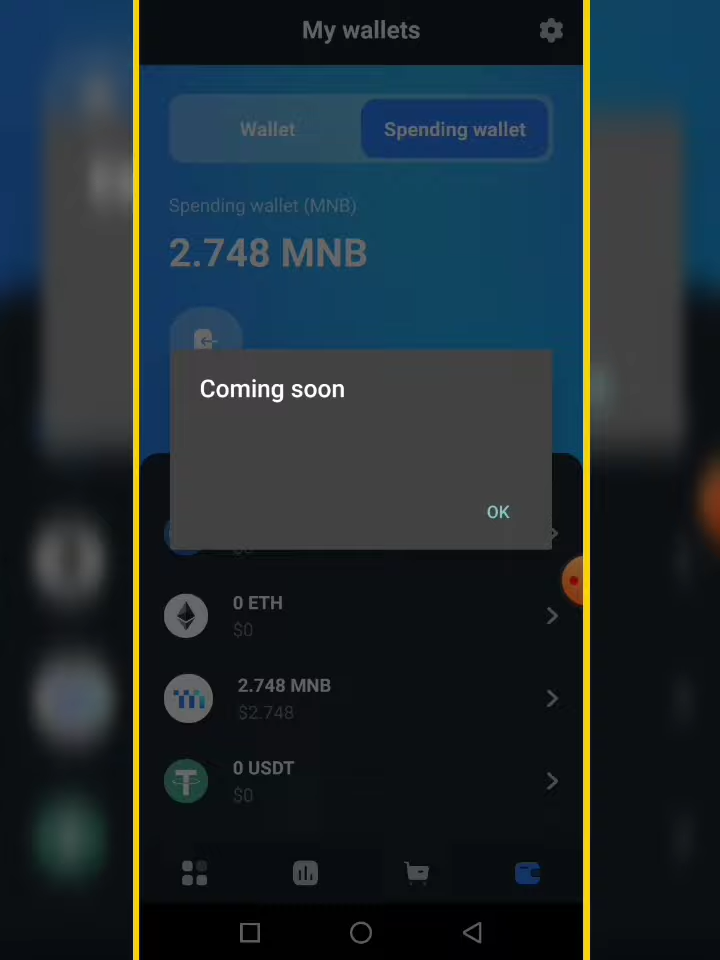 My wallets
Wallet
Spending wallet
Spending wallet (MNB)
2.748 MNB
Coming soon
OK
$0
0 ETH
$0
2.748 MNB
$2.748
0 USDT
$0